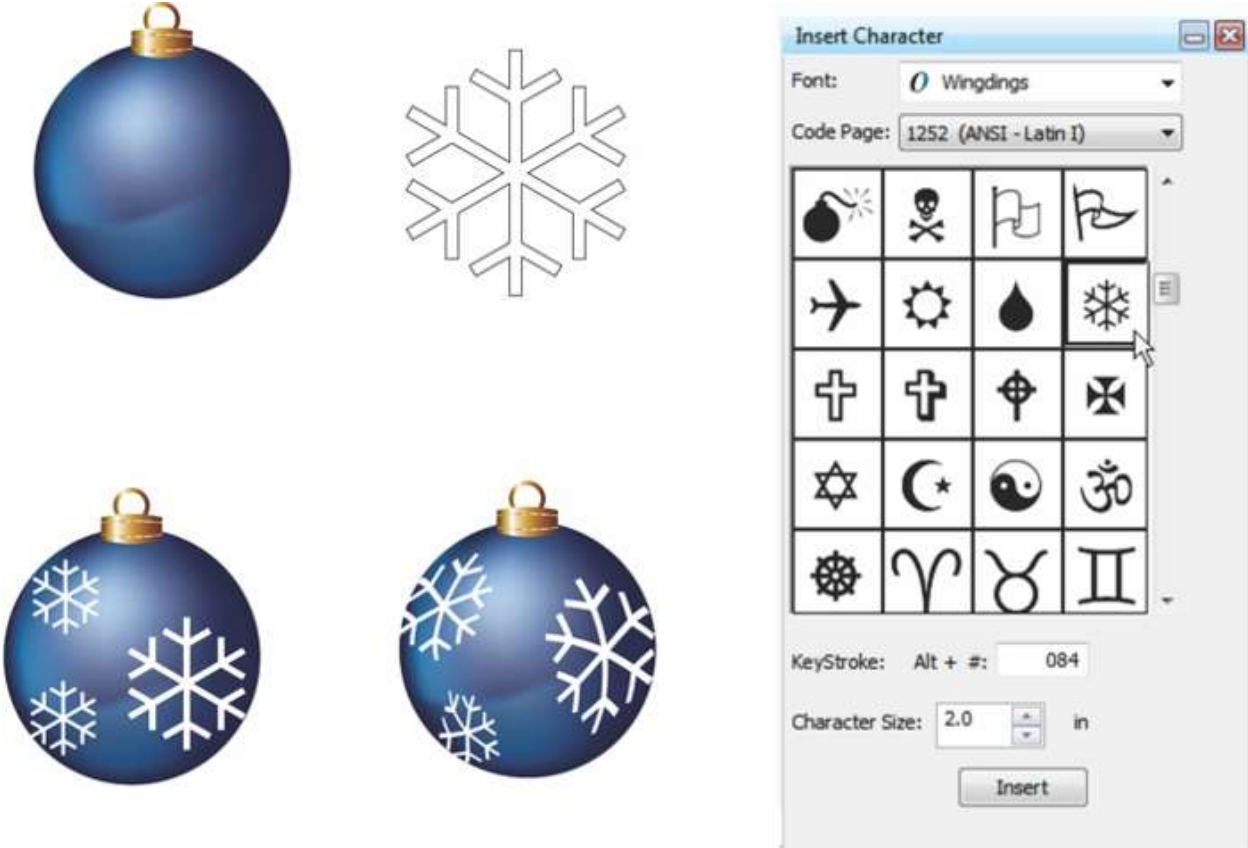 Insert Character
Font: O Wingdings
Code Page: 1252 (ANSI - Latin I)
KeyStroke: Alt + #: 084
Character Size: 2.0 in
Insert